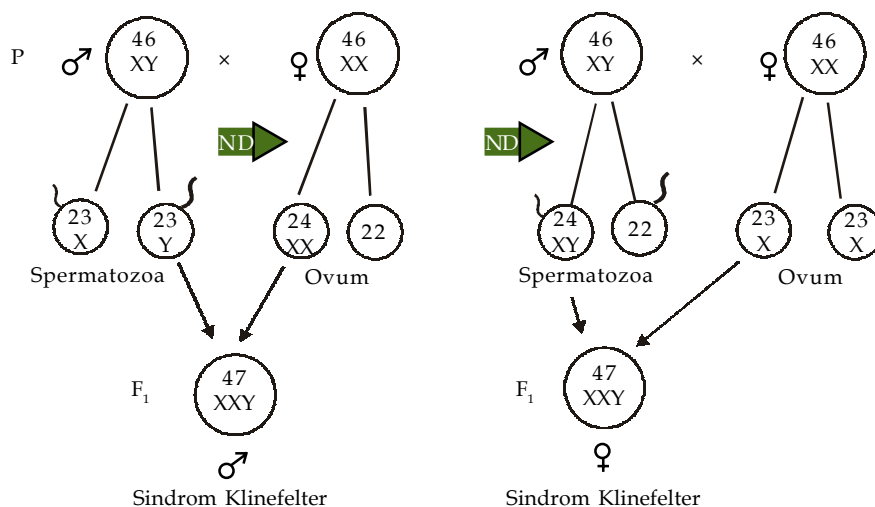 P ♂ 46 XY × ♀ 46 XX
ND
23 X 23 Y 24 XX 22
Spermatozoa Ovum
F₁ 47 XXY
♂
Sindrom Klinefelter
♂ 46 XY × ♀ 46 XX
ND
24 XY 22 23 X 23 X
Spermatozoa Ovum
F₁ 47 XXY
♀
Sindrom Klinefelter